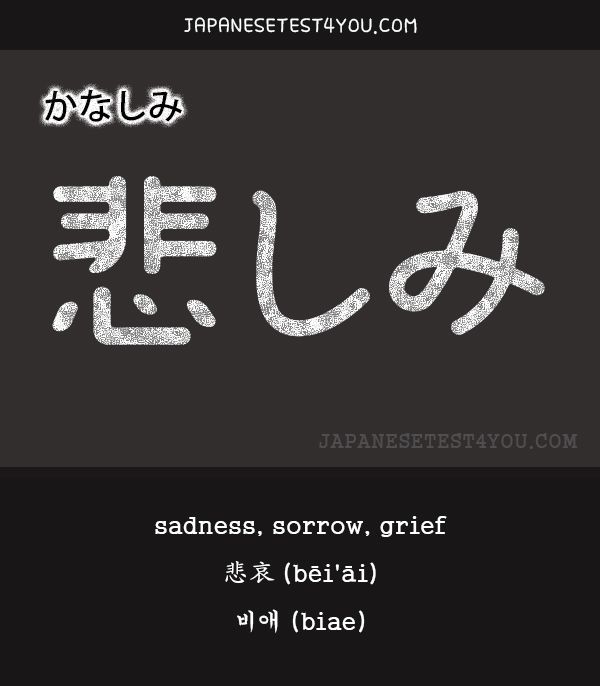 JAPANESETEST4YOU.COM
かなしみ
悲しみ
JAPANESETEST4YOU.COM
sadness, sorrow, grief
悲哀 (bēi'āi)
비애 (biae)